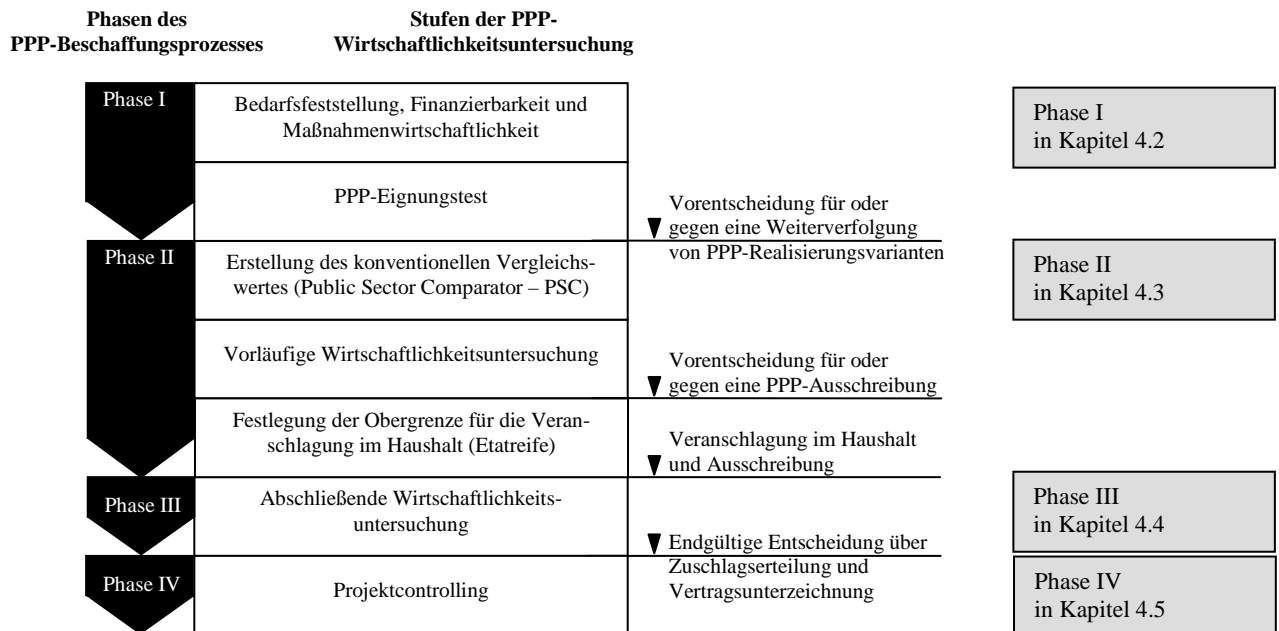 Phasen des
PPP-Beschaffungsprozesses
Stufen der PPP-
Wirtschaftlichkeitsuntersuchung
Phase I
Bedarfsfeststellung, Finanzierbarkeit und
Maßnahmenwirtschaftlichkeit
Phase I
in Kapitel 4.2
PPP-Eignungstest
Vorentscheidung für oder
gegen eine Weiterverfolgung
von PPP-Realisierungsvarianten
Phase II
Erstellung des konventionellen Vergleichs-
wertes (Public Sector Comparator – PSC)
Phase II
in Kapitel 4.3
Vorläufige Wirtschaftlichkeitsuntersuchung
Vorentscheidung für oder
gegen eine PPP-Ausschreibung
Festlegung der Obergrenze für die Veran-
schlagung im Haushalt (Etatreife)
Veranschlagung im Haushalt
und Ausschreibung
Phase III
Abschließende Wirtschaftlichkeits-
untersuchung
Phase III
in Kapitel 4.4
Endgültige Entscheidung über
Zuschlagserteilung und
Vertragsunterzeichnung
Phase IV
Projektcontrolling
Phase IV
in Kapitel 4.5